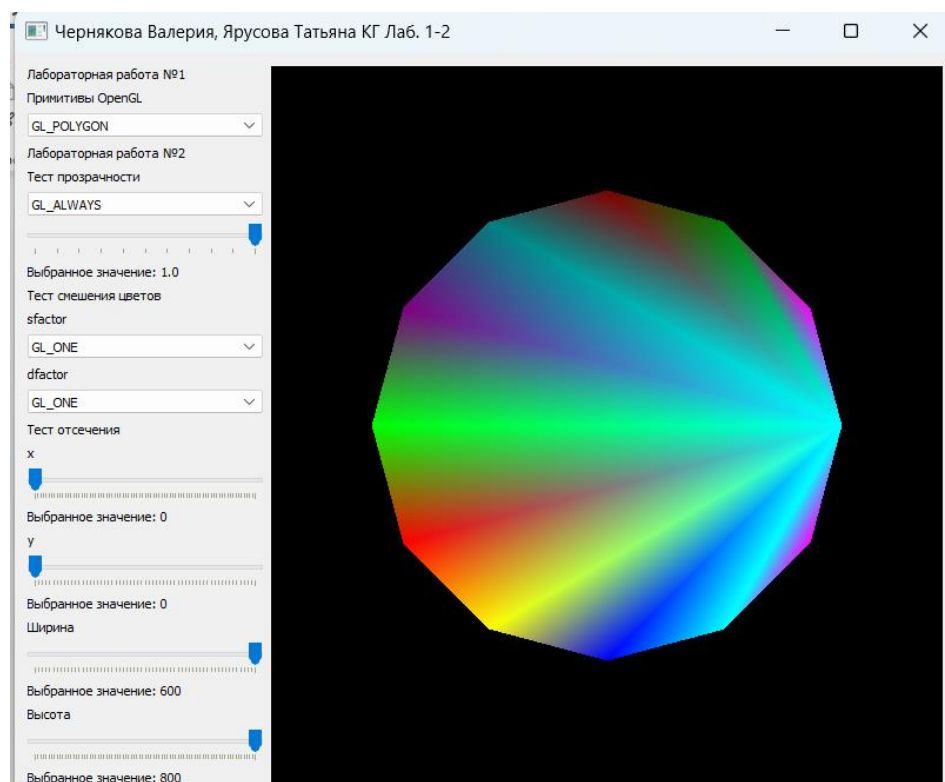 Чернякова Валерия, Ярусова Татьяна КГ Лаб. 1-2
Лабораторная работа №1
Примитивы OpenGL
GL_POLYGON
Лабораторная работа №2
Тест прозрачности
GL_ALWAYS
Выбранное значение: 1.0
Тест смешения цветов
sfactor
GL_ONE
dfactor
GL_ONE
Тест отсечения
x
Выбранное значение: 0
y
Выбранное значение: 0
Ширина
Выбранное значение: 600
Высота
Выбранное значение: 800